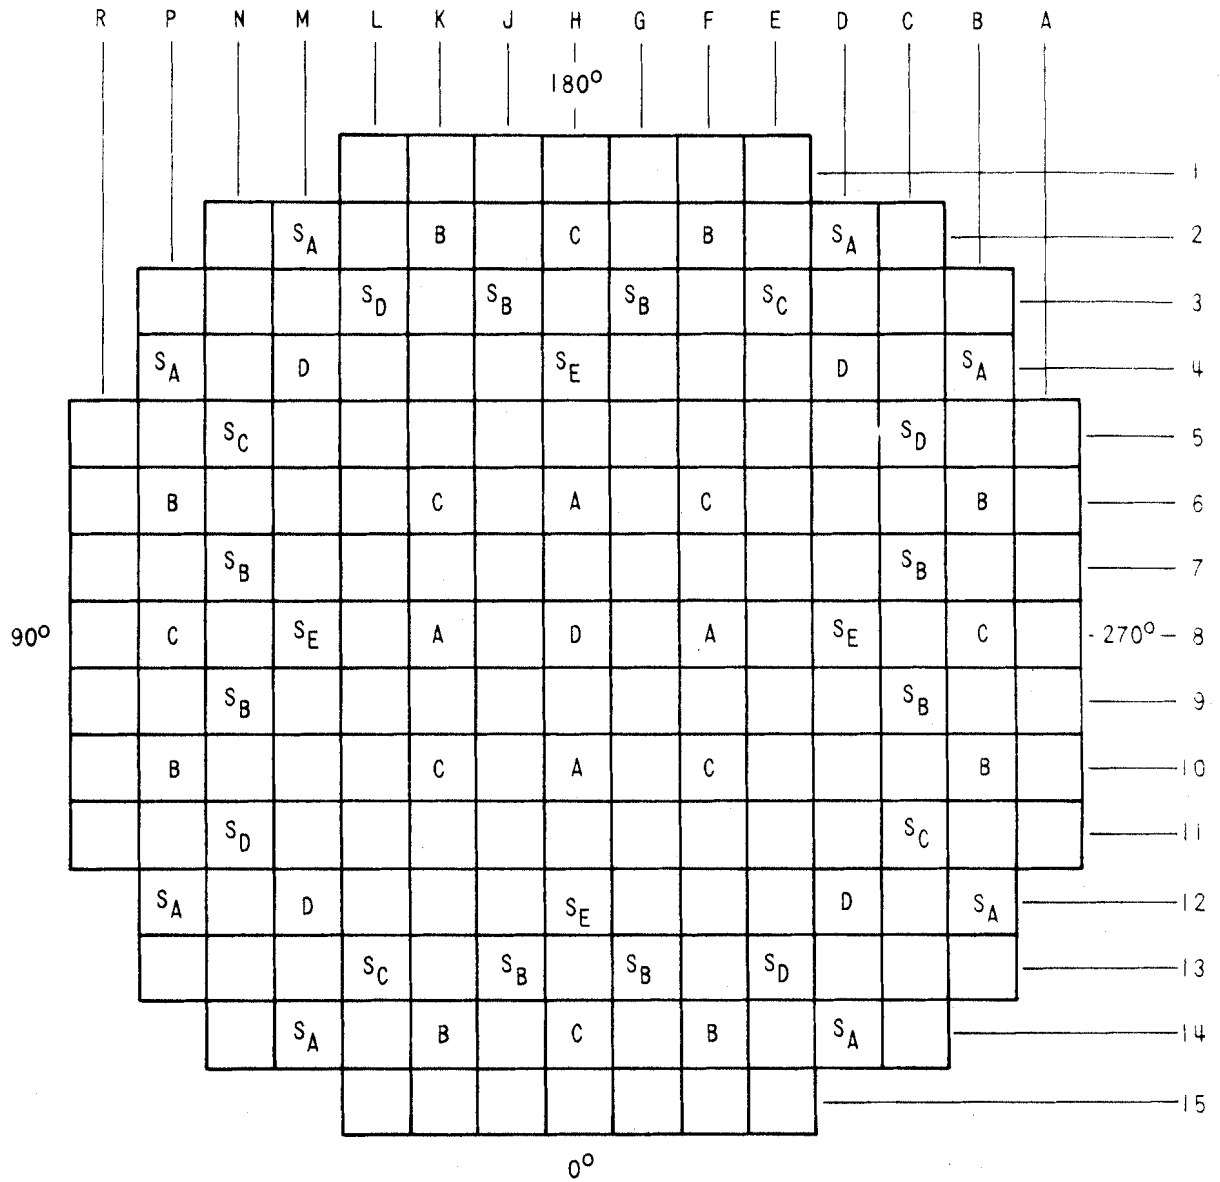 R P N M L K J H G F E D C B A
180°
1
S_A B C B S_A 2
S_D S_B S_B S_C 3
S_A D S_E D S_A 4
S_C S_D 5
B C A C B 6
S_B S_B 7
90° C S_E A D A S_E C 270° 8
S_B S_B 9
B C A C B 10
S_D S_C 11
S_A D S_E D S_A 12
S_C S_B S_B S_D 13
S_A B C B S_A 14
15
0°